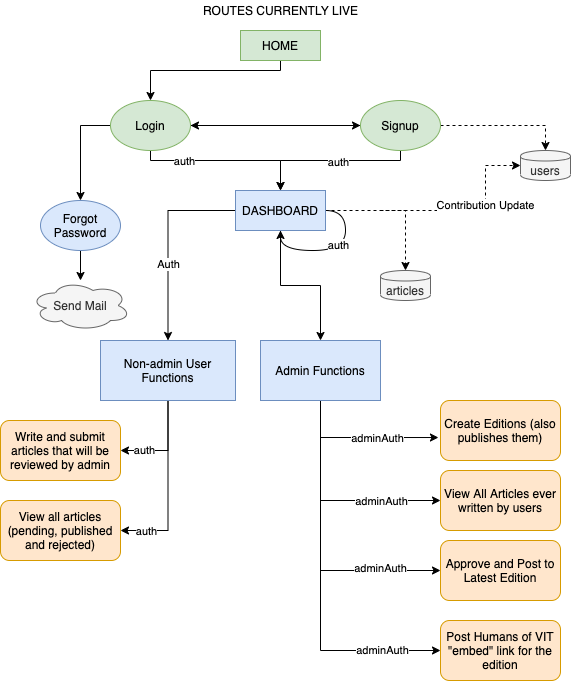 ROUTES CURRENTLY LIVE
HOME
Login
Signup
auth
auth
users
Contribution Update
Forgot
Password
DASHBOARD
auth
Auth
articles
Send Mail
Non-admin User
Functions
Admin Functions
Write and submit
articles that will be
reviewed by admin
auth
View all articles
(pending, published
and rejected)
auth
adminAuth
Create Editions (also
publishes them)
adminAuth
View All Articles ever
written by users
adminAuth
Approve and Post to
Latest Edition
adminAuth
Post Humans of VIT
"embed" link for the
edition